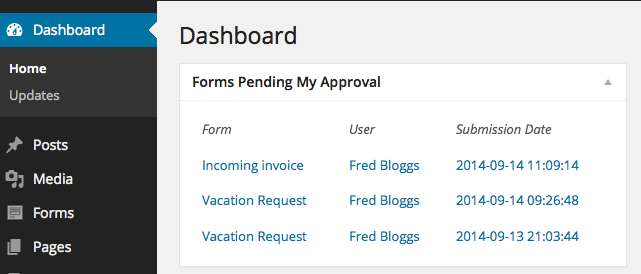 Dashboard
Home
Updates
Posts
Media
Forms
Pages
Dashboard
Forms Pending My Approval
Form User Submission Date
Incoming invoice Fred Bloggs 2014-09-14 11:09:14
Vacation Request Fred Bloggs 2014-09-14 09:26:48
Vacation Request Fred Bloggs 2014-09-13 21:03:44